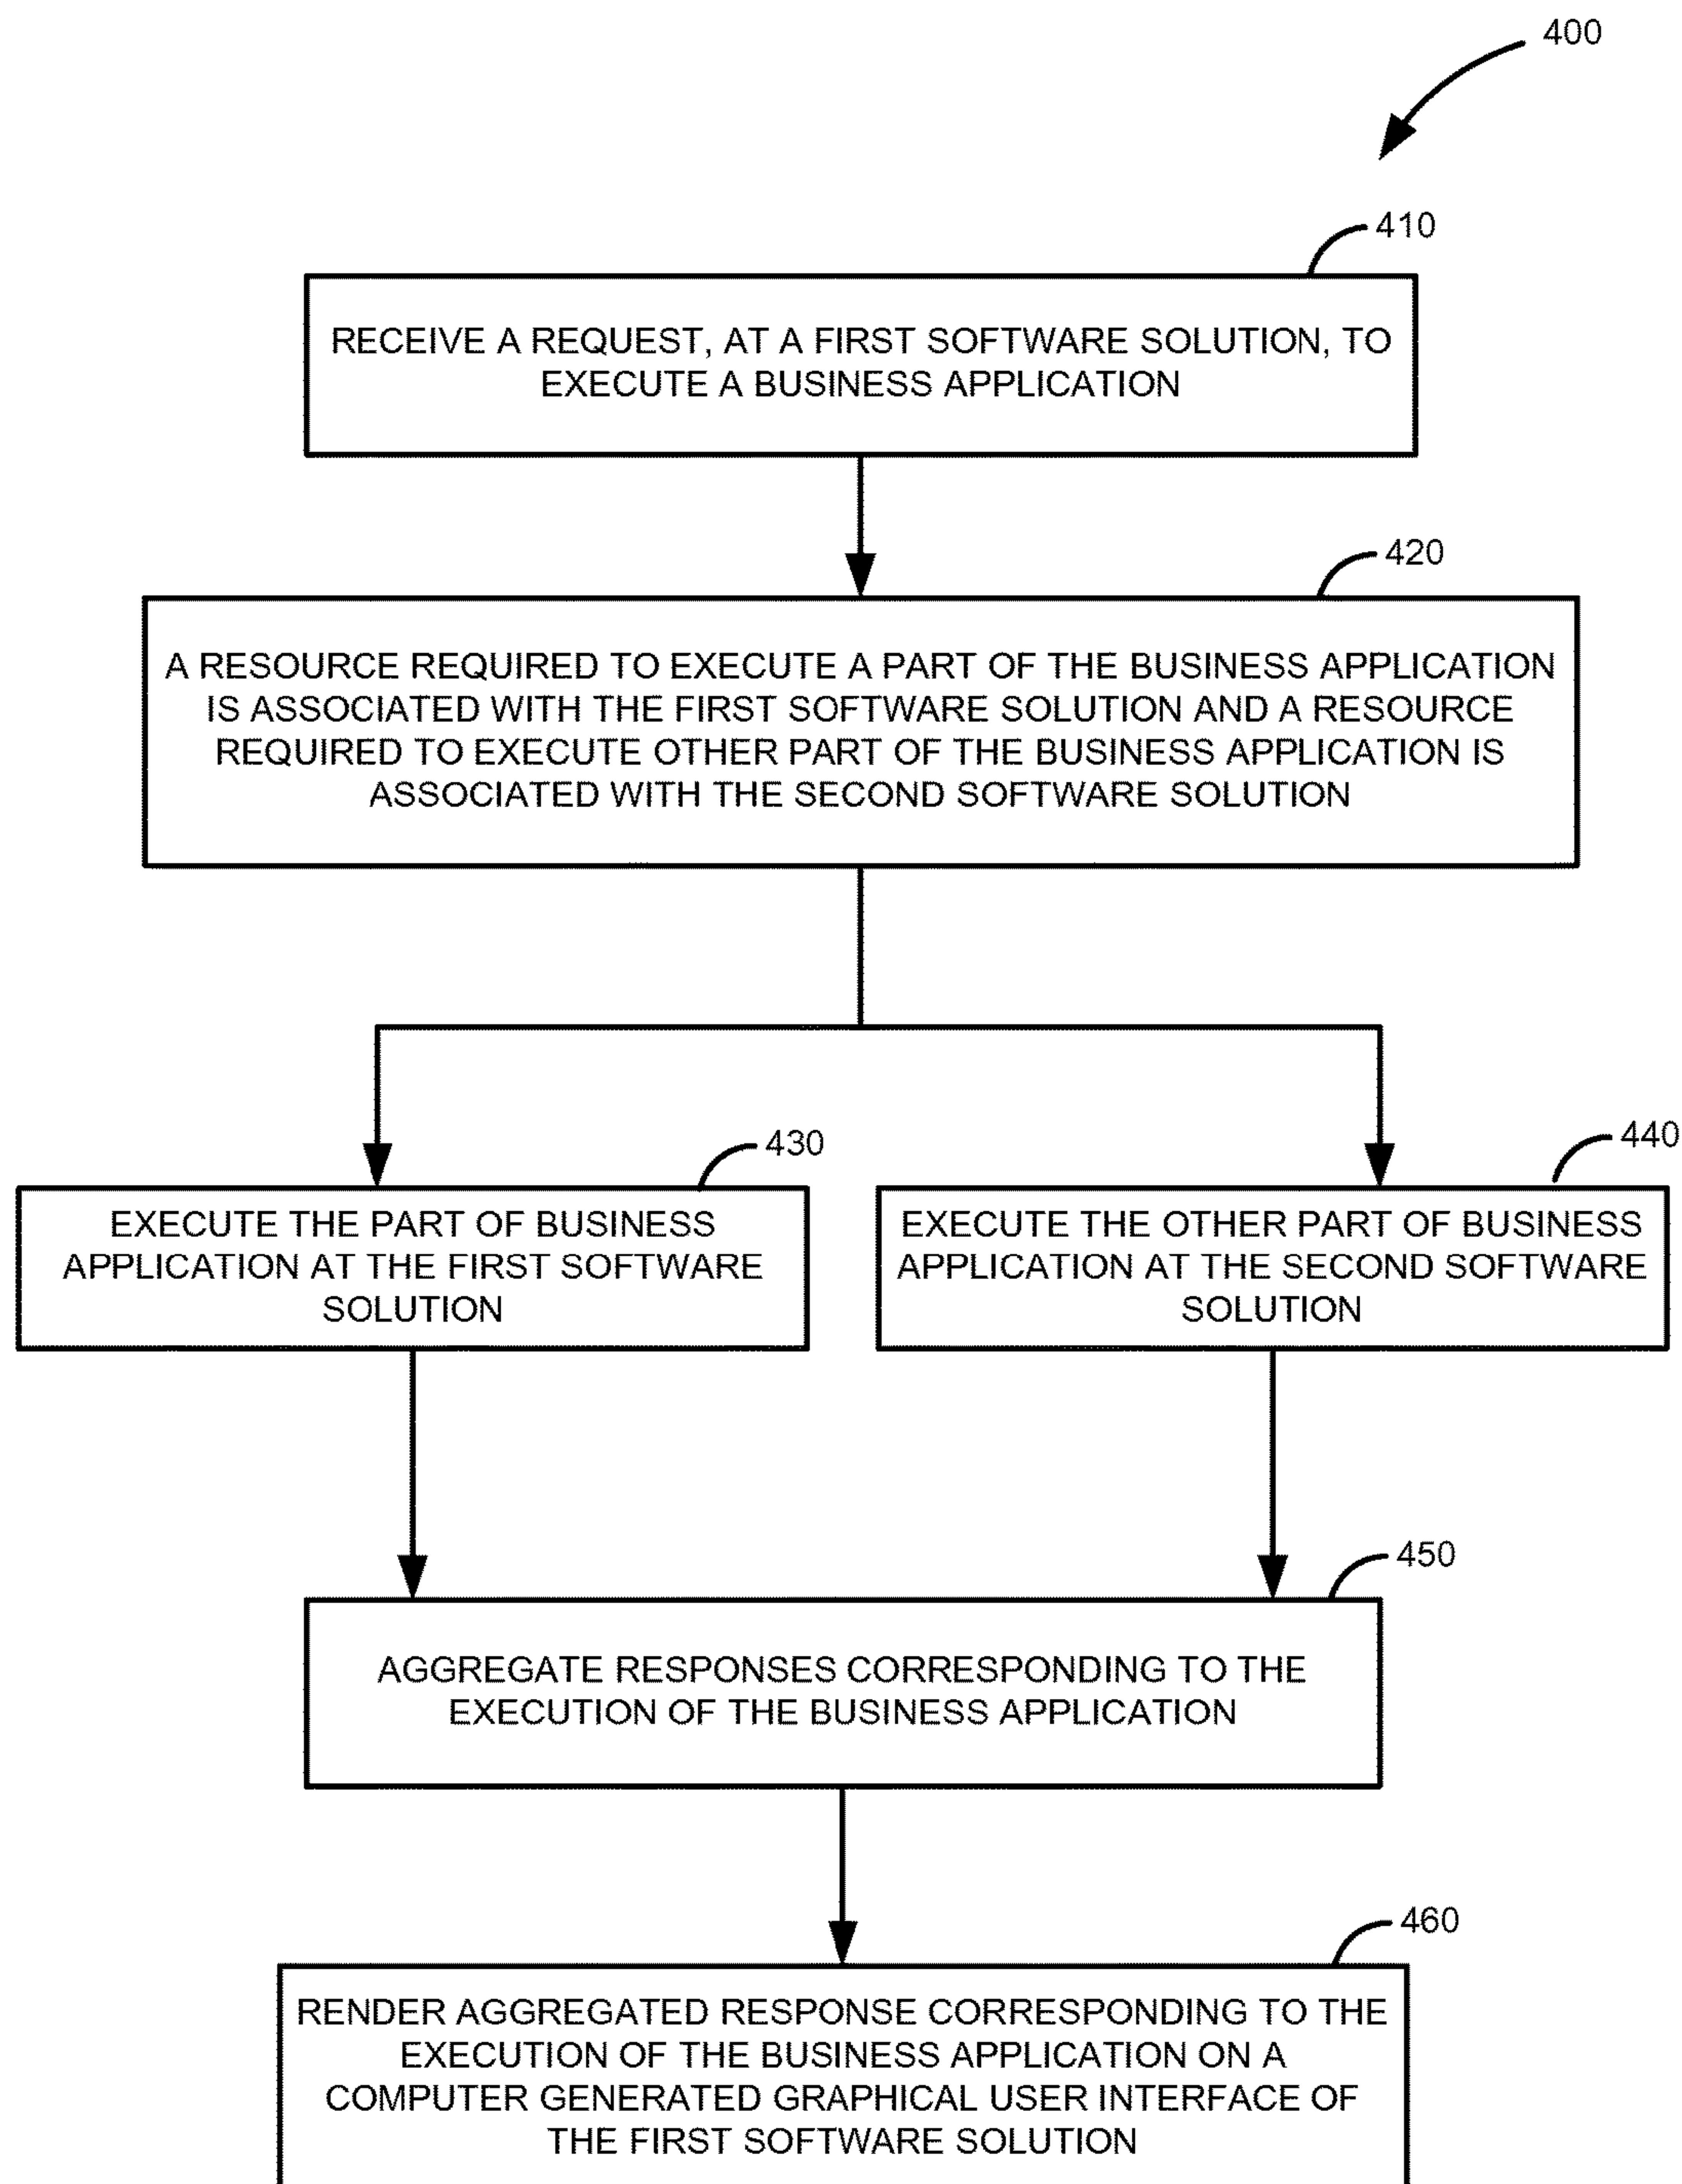 400
410
RECEIVE A REQUEST, AT A FIRST SOFTWARE SOLUTION, TO
EXECUTE A BUSINESS APPLICATION
420
A RESOURCE REQUIRED TO EXECUTE A PART OF THE BUSINESS APPLICATION
IS ASSOCIATED WITH THE FIRST SOFTWARE SOLUTION AND A RESOURCE
REQUIRED TO EXECUTE OTHER PART OF THE BUSINESS APPLICATION IS
ASSOCIATED WITH THE SECOND SOFTWARE SOLUTION
430
EXECUTE THE PART OF BUSINESS
APPLICATION AT THE FIRST SOFTWARE
SOLUTION
440
EXECUTE THE OTHER PART OF BUSINESS
APPLICATION AT THE SECOND SOFTWARE
SOLUTION
450
AGGREGATE RESPONSES CORRESPONDING TO THE
EXECUTION OF THE BUSINESS APPLICATION
460
RENDER AGGREGATED RESPONSE CORRESPONDING TO THE
EXECUTION OF THE BUSINESS APPLICATION ON A
COMPUTER GENERATED GRAPHICAL USER INTERFACE OF
THE FIRST SOFTWARE SOLUTION